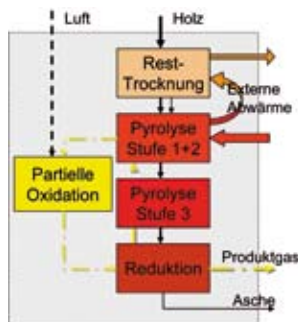 Luft
Holz
Rest-
Trocknung
Externe
Abwärme
Pyrolyse
Stufe 1+2
Partielle
Oxidation
Pyrolyse
Stufe 3
Reduktion
Produktgas
Asche